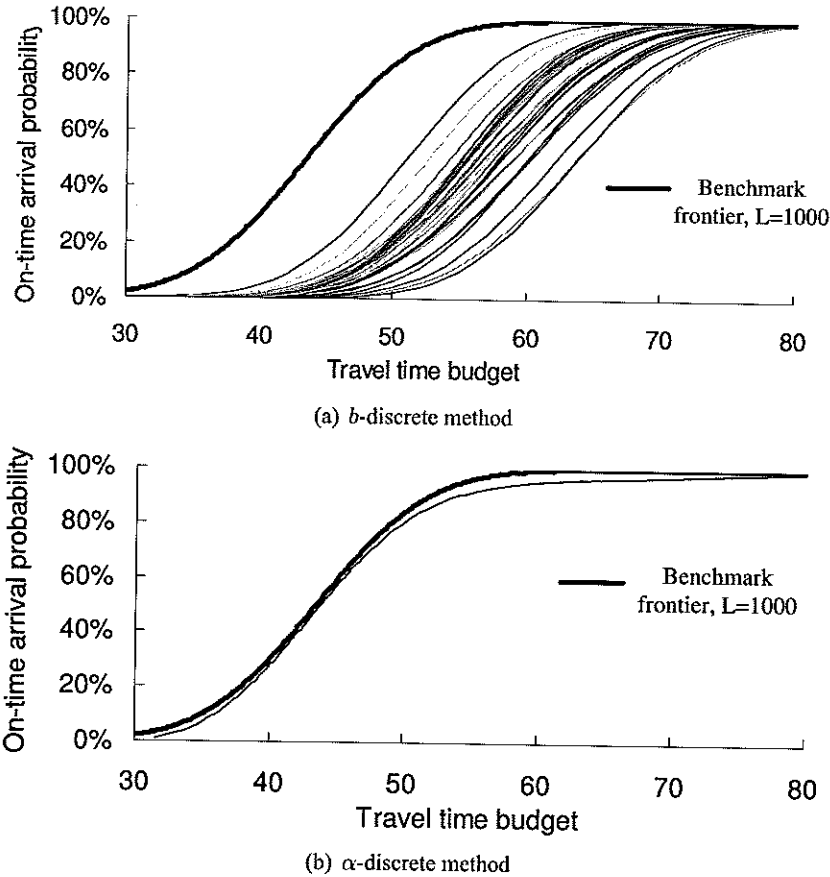 100%
80%
60%
40%
20%
0%
On-time arrival probability
Benchmark
frontier, L=1000
30 40 50 60 70 80
Travel time budget
(a) b-discrete method
100%
80%
60%
40%
20%
0%
On-time arrival probability
Benchmark
frontier, L=1000
30 40 50 60 70 80
Travel time budget
(b) α-discrete method